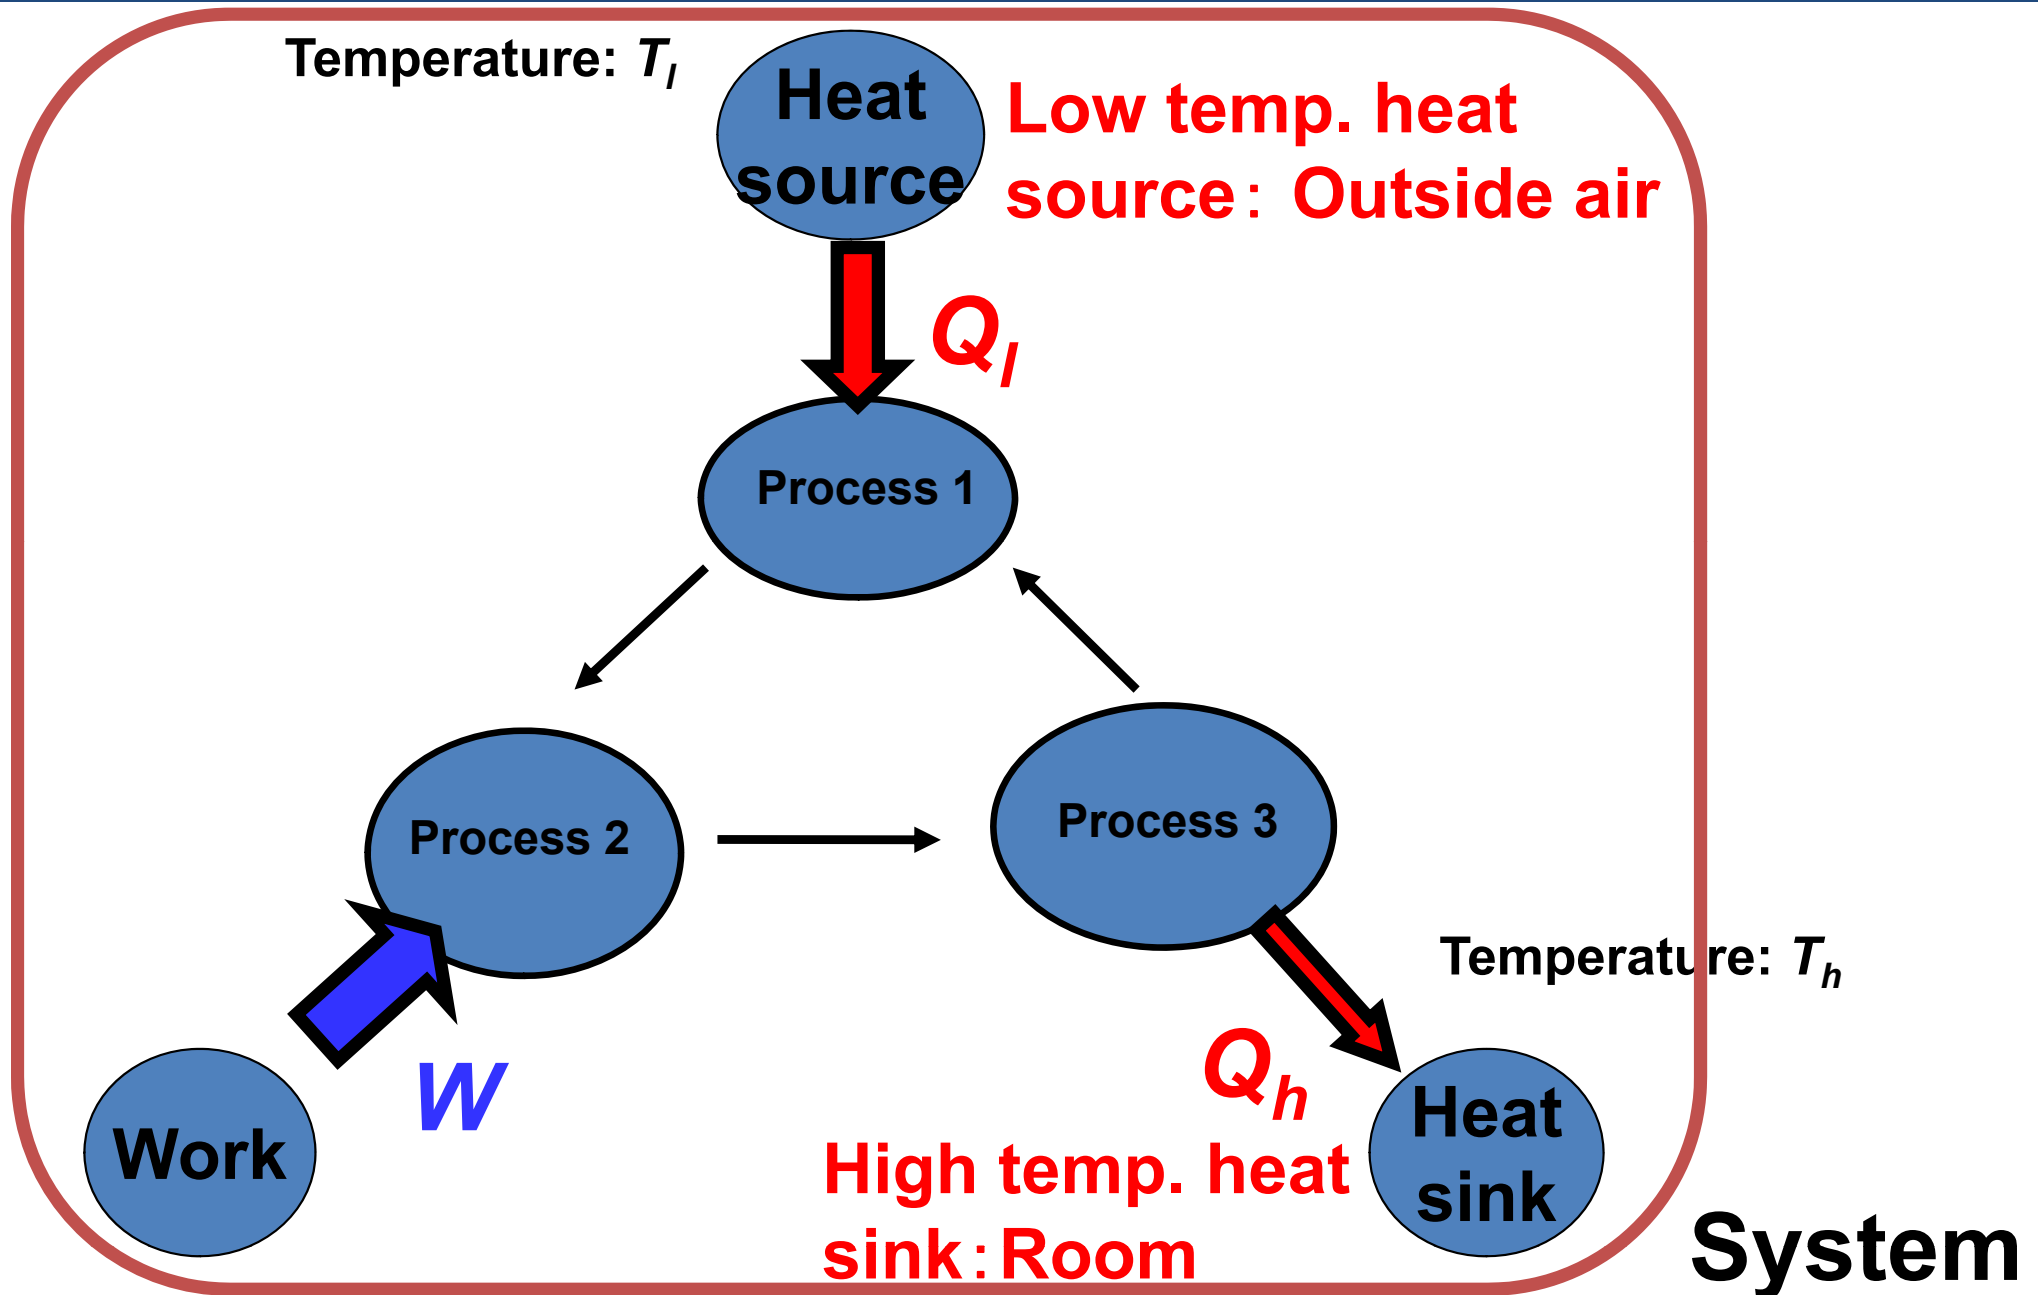 Temperature: Tl
Heat
source
Low temp. heat
source: Outside air
Ql
Process 1
Process 2
Process 3
Temperature: Th
W
Qh
Work
High temp. heat
sink:Room
Heat
sink
System